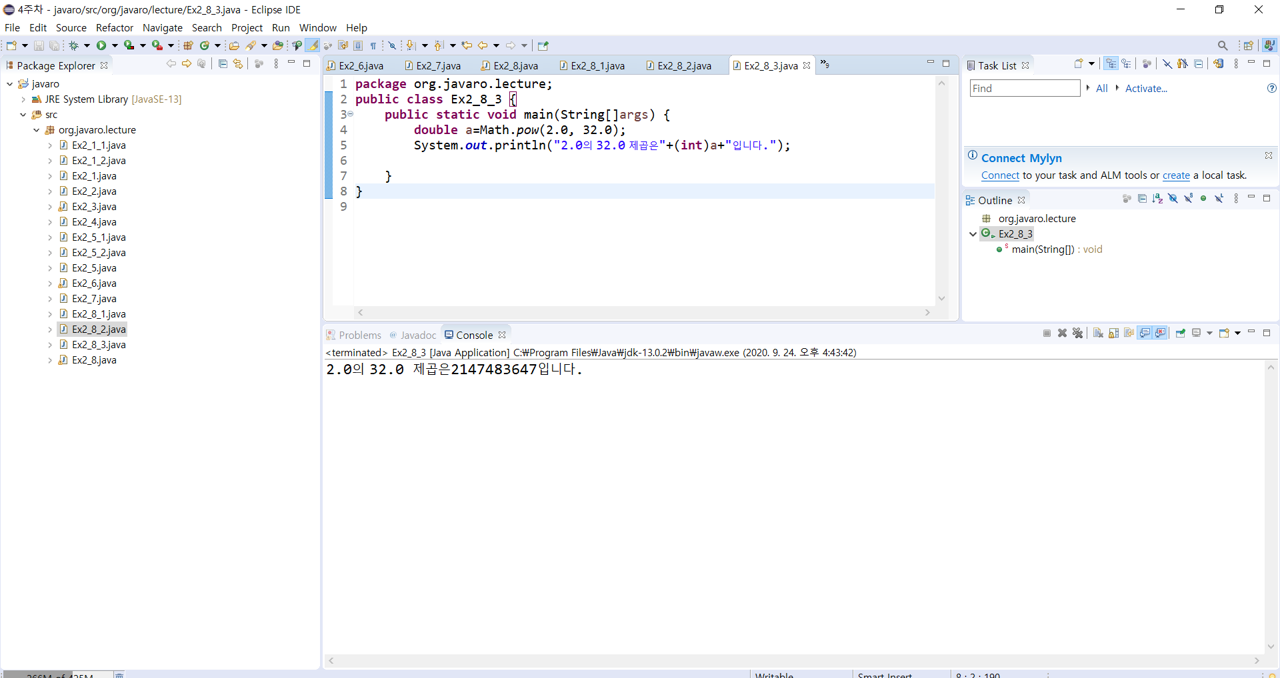 4주차 - javaro/src/org/javaro/lecture/Ex2_8_3.java - Eclipse IDE
File Edit Source Refactor Navigate Search Project Run Window Help
Package Explorer
javaro
JRE System Library [JavaSE-13]
src
org.javaro.lecture
Ex2_1_1.java
Ex2_1_2.java
Ex2_1.java
Ex2_2.java
Ex2_3.java
Ex2_4.java
Ex2_5_1.java
Ex2_5_2.java
Ex2_5.java
Ex2_6.java
Ex2_7.java
Ex2_8_1.java
Ex2_8_2.java
Ex2_8_3.java
Ex2_8.java
Ex2_6.java Ex2_7.java Ex2_8.java Ex2_8_1.java Ex2_8_2.java Ex2_8_3.java »9
1 package org.javaro.lecture;
2 public class Ex2_8_3 {
3 public static void main(String[]args) {
4 double a=Math.pow(2.0, 32.0);
5 System.out.println("2.0의 32.0 제곱은"+(int)a+"입니다.");
6
7 }
8 }
9
Task List
Find All Activate...
Connect Mylyn
Connect to your task and ALM tools or create a local task.
Outline
org.javaro.lecture
Ex2_8_3
main(String[]) : void
Problems Javadoc Console
<terminated> Ex2_8_3 [Java Application] C:₩Program Files₩Java₩jdk-13.0.2₩bin₩javaw.exe (2020. 9. 24. 오후 4:43:42)
2.0의 32.0 제곱은2147483647입니다.
Writable Smart Insert 8 : 2 : 190